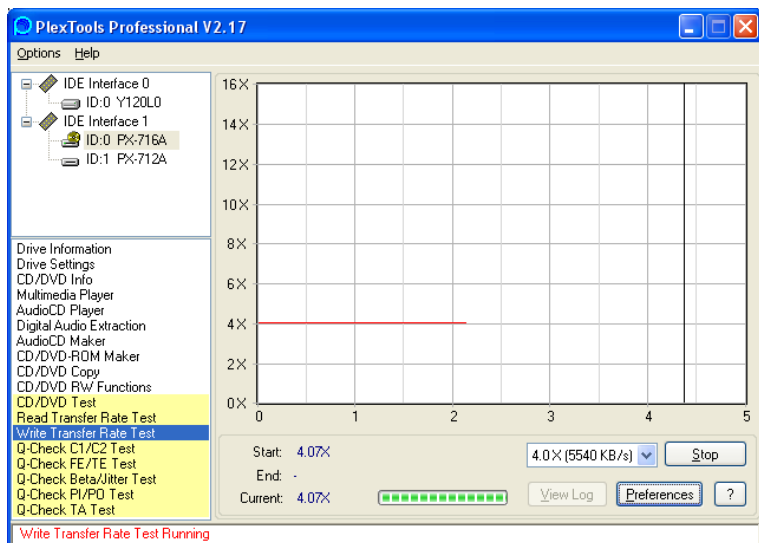 PlexTools Professional V2.17
Options Help
IDE Interface 0
ID:0 Y120L0
IDE Interface 1
ID:0 PX-716A
ID:1 PX-712A
Drive Information
Drive Settings
CD/DVD Info
Multimedia Player
AudioCD Player
Digital Audio Extraction
AudioCD Maker
CD/DVD-ROM Maker
CD/DVD Copy
CD/DVD RW Functions
CD/DVD Test
Read Transfer Rate Test
Write Transfer Rate Test
Q-Check C1/C2 Test
Q-Check FE/TE Test
Q-Check Beta/Jitter Test
Q-Check PI/PO Test
Q-Check TA Test
16X
14X
12X
10X
8X
6X
4X
2X
0X
0 1 2 3 4 5
Start: 4.07X
End: -
Current: 4.07X
4.0X (5540 KB/s)
Stop
View Log
Preferences
?
Write Transfer Rate Test Running